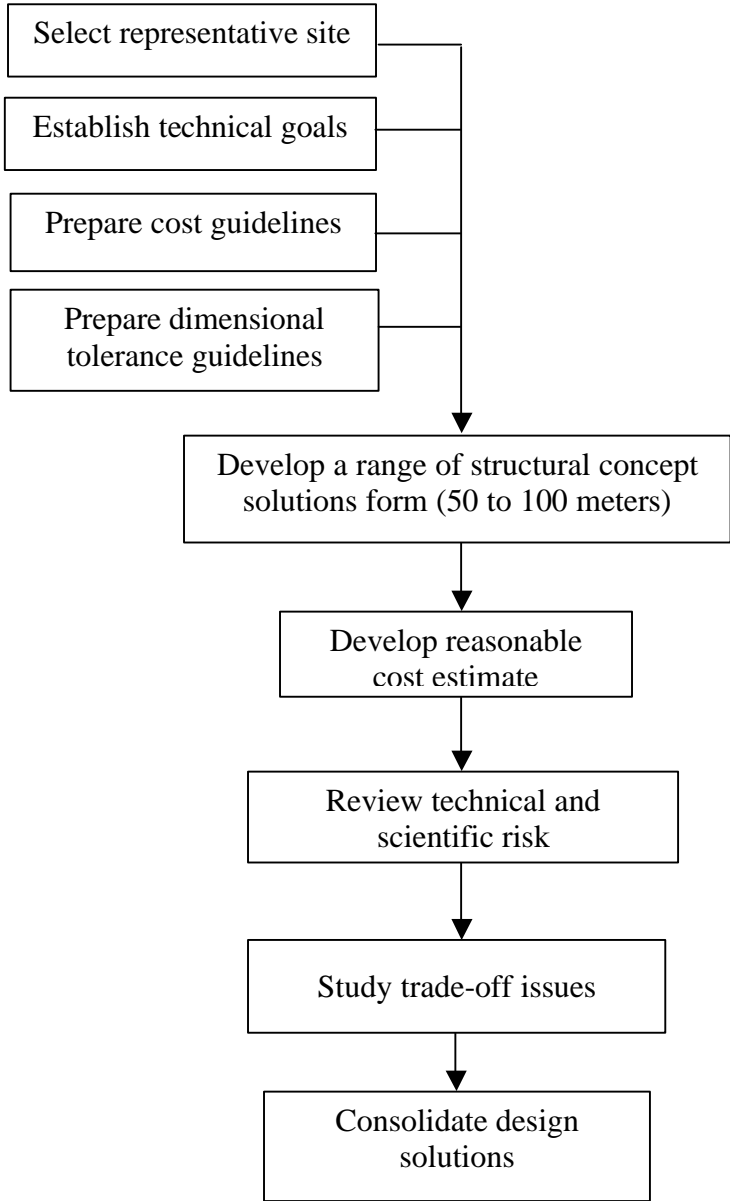 Select representative site
Establish technical goals
Prepare cost guidelines
Prepare dimensional
tolerance guidelines
Develop a range of structural concept
solutions form (50 to 100 meters)
Develop reasonable
cost estimate
Review technical and
scientific risk
Study trade-off issues
Consolidate design
solutions